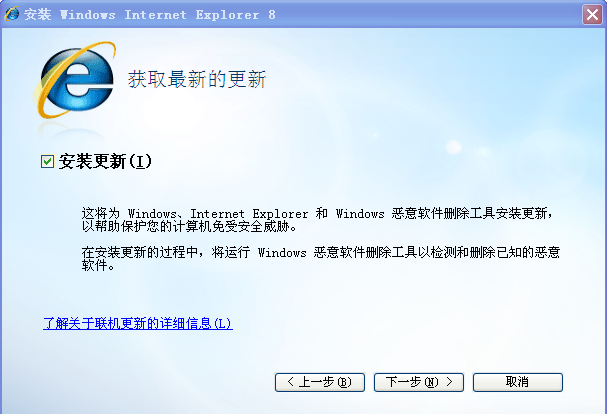 安装 Windows Internet Explorer 8
获取最新的更新
安装更新(I)
这将为 Windows、Internet Explorer 和 Windows 恶意软件删除工具安装更新，
以帮助保护您的计算机免受安全威胁。
在安装更新的过程中，将运行 Windows 恶意软件删除工具以检测和删除已知的恶意
软件。
了解关于联机更新的详细信息(L)
< 上一步(B) 下一步(N) > 取消